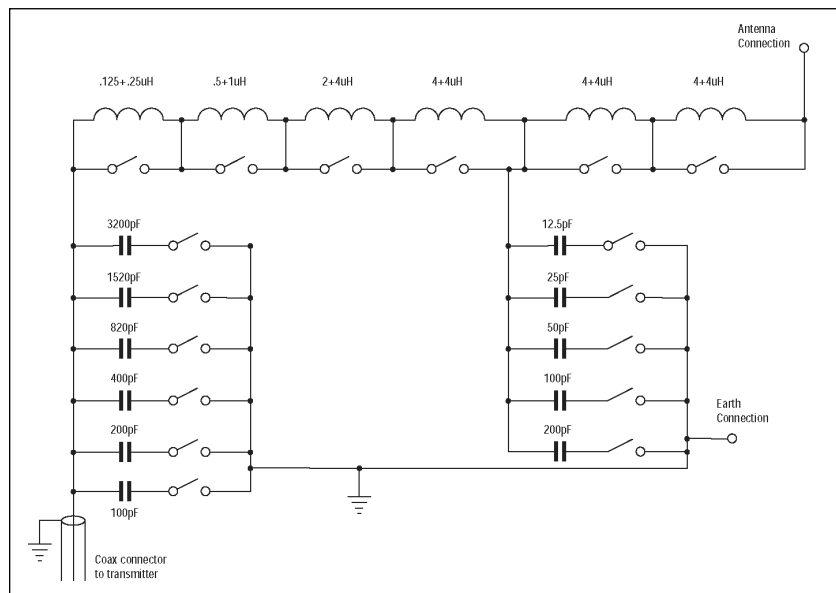 Antenna
Connection
.125+.25uH
.5+1uH
2+4uH
4+4uH
4+4uH
4+4uH
3200pF
1520pF
820pF
400pF
200pF
100pF
12.5pF
25pF
50pF
100pF
200pF
Earth
Connection
Coax connector
to transmitter